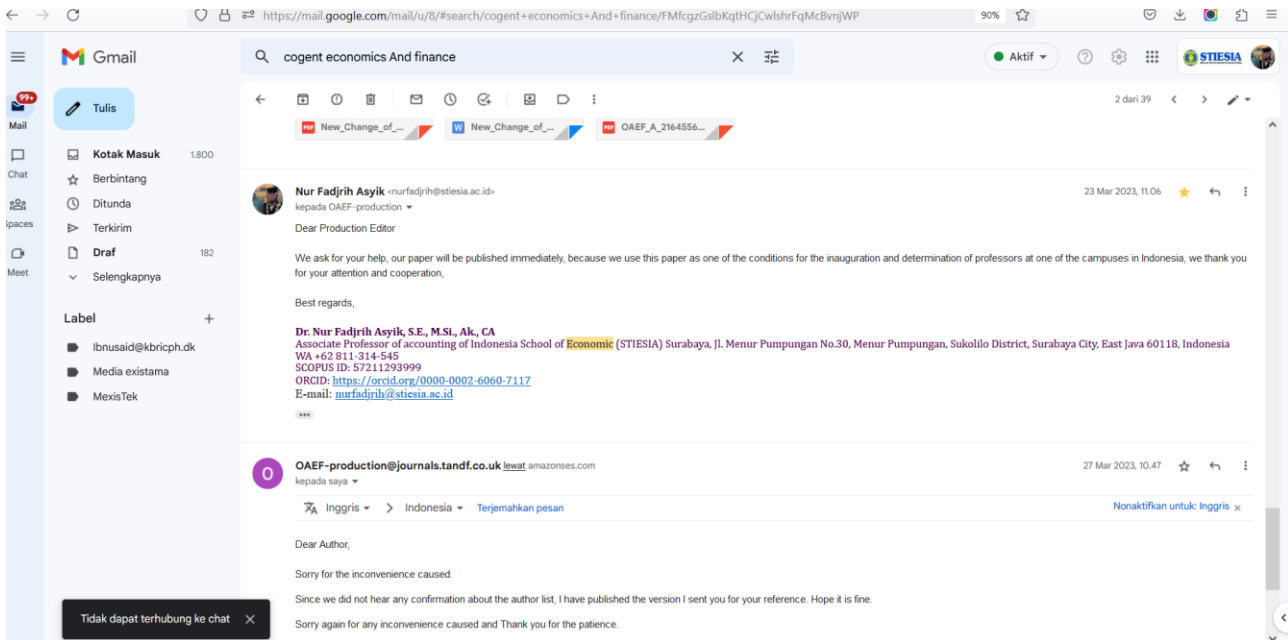 https://mail.google.com/mail/u/8/#search/cogent+economics+And+finance/FMfcgzGslbKqtHCjCwlshrFqMcBvnjWP
90%
Gmail
cogent economics And finance
Aktif
STIESIA
99+
Mail
Chat
Spaces
Meet
Tulis
Kotak Masuk 1.800
Berbintang
Ditunda
Terkirim
Draf 182
Selengkapnya
Label
Ibnusaid@kbricph.dk
Media existama
MexisTek
2 dari 39
PDF New_Change_of_...
W New_Change_of_...
PDF OAEF_A_2164556...
Nur Fadjrih Asyik <nurfadjrih@stiesia.ac.id>
23 Mar 2023, 11.06
kepada OAEF-production
Dear Production Editor
We ask for your help, our paper will be published immediately, because we use this paper as one of the conditions for the inauguration and determination of professors at one of the campuses in Indonesia, we thank you
for your attention and cooperation,
Best regards,
Dr. Nur Fadjrih Asyik, S.E., M.Si., Ak., CA
Associate Professor of accounting of Indonesia School of Economic (STIESIA) Surabaya, Jl. Menur Pumpungan No.30, Menur Pumpungan, Sukolilo District, Surabaya City, East Java 60118, Indonesia
WA +62 811-314-545
SCOPUS ID: 57211293999
ORCID: https://orcid.org/0000-0002-6060-7117
E-mail: nurfadjrih@stiesia.ac.id
O
OAEF-production@journals.tandf.co.uk lewat amazonses.com
27 Mar 2023, 10.47
kepada saya
Inggris > Indonesia Terjemahkan pesan
Nonaktifkan untuk: Inggris x
Dear Author,
Sorry for the inconvenience caused.
Since we did not hear any confirmation about the author list, I have published the version I sent you for your reference. Hope it is fine.
Sorry again for any inconvenience caused and Thank you for the patience.
Tidak dapat terhubung ke chat